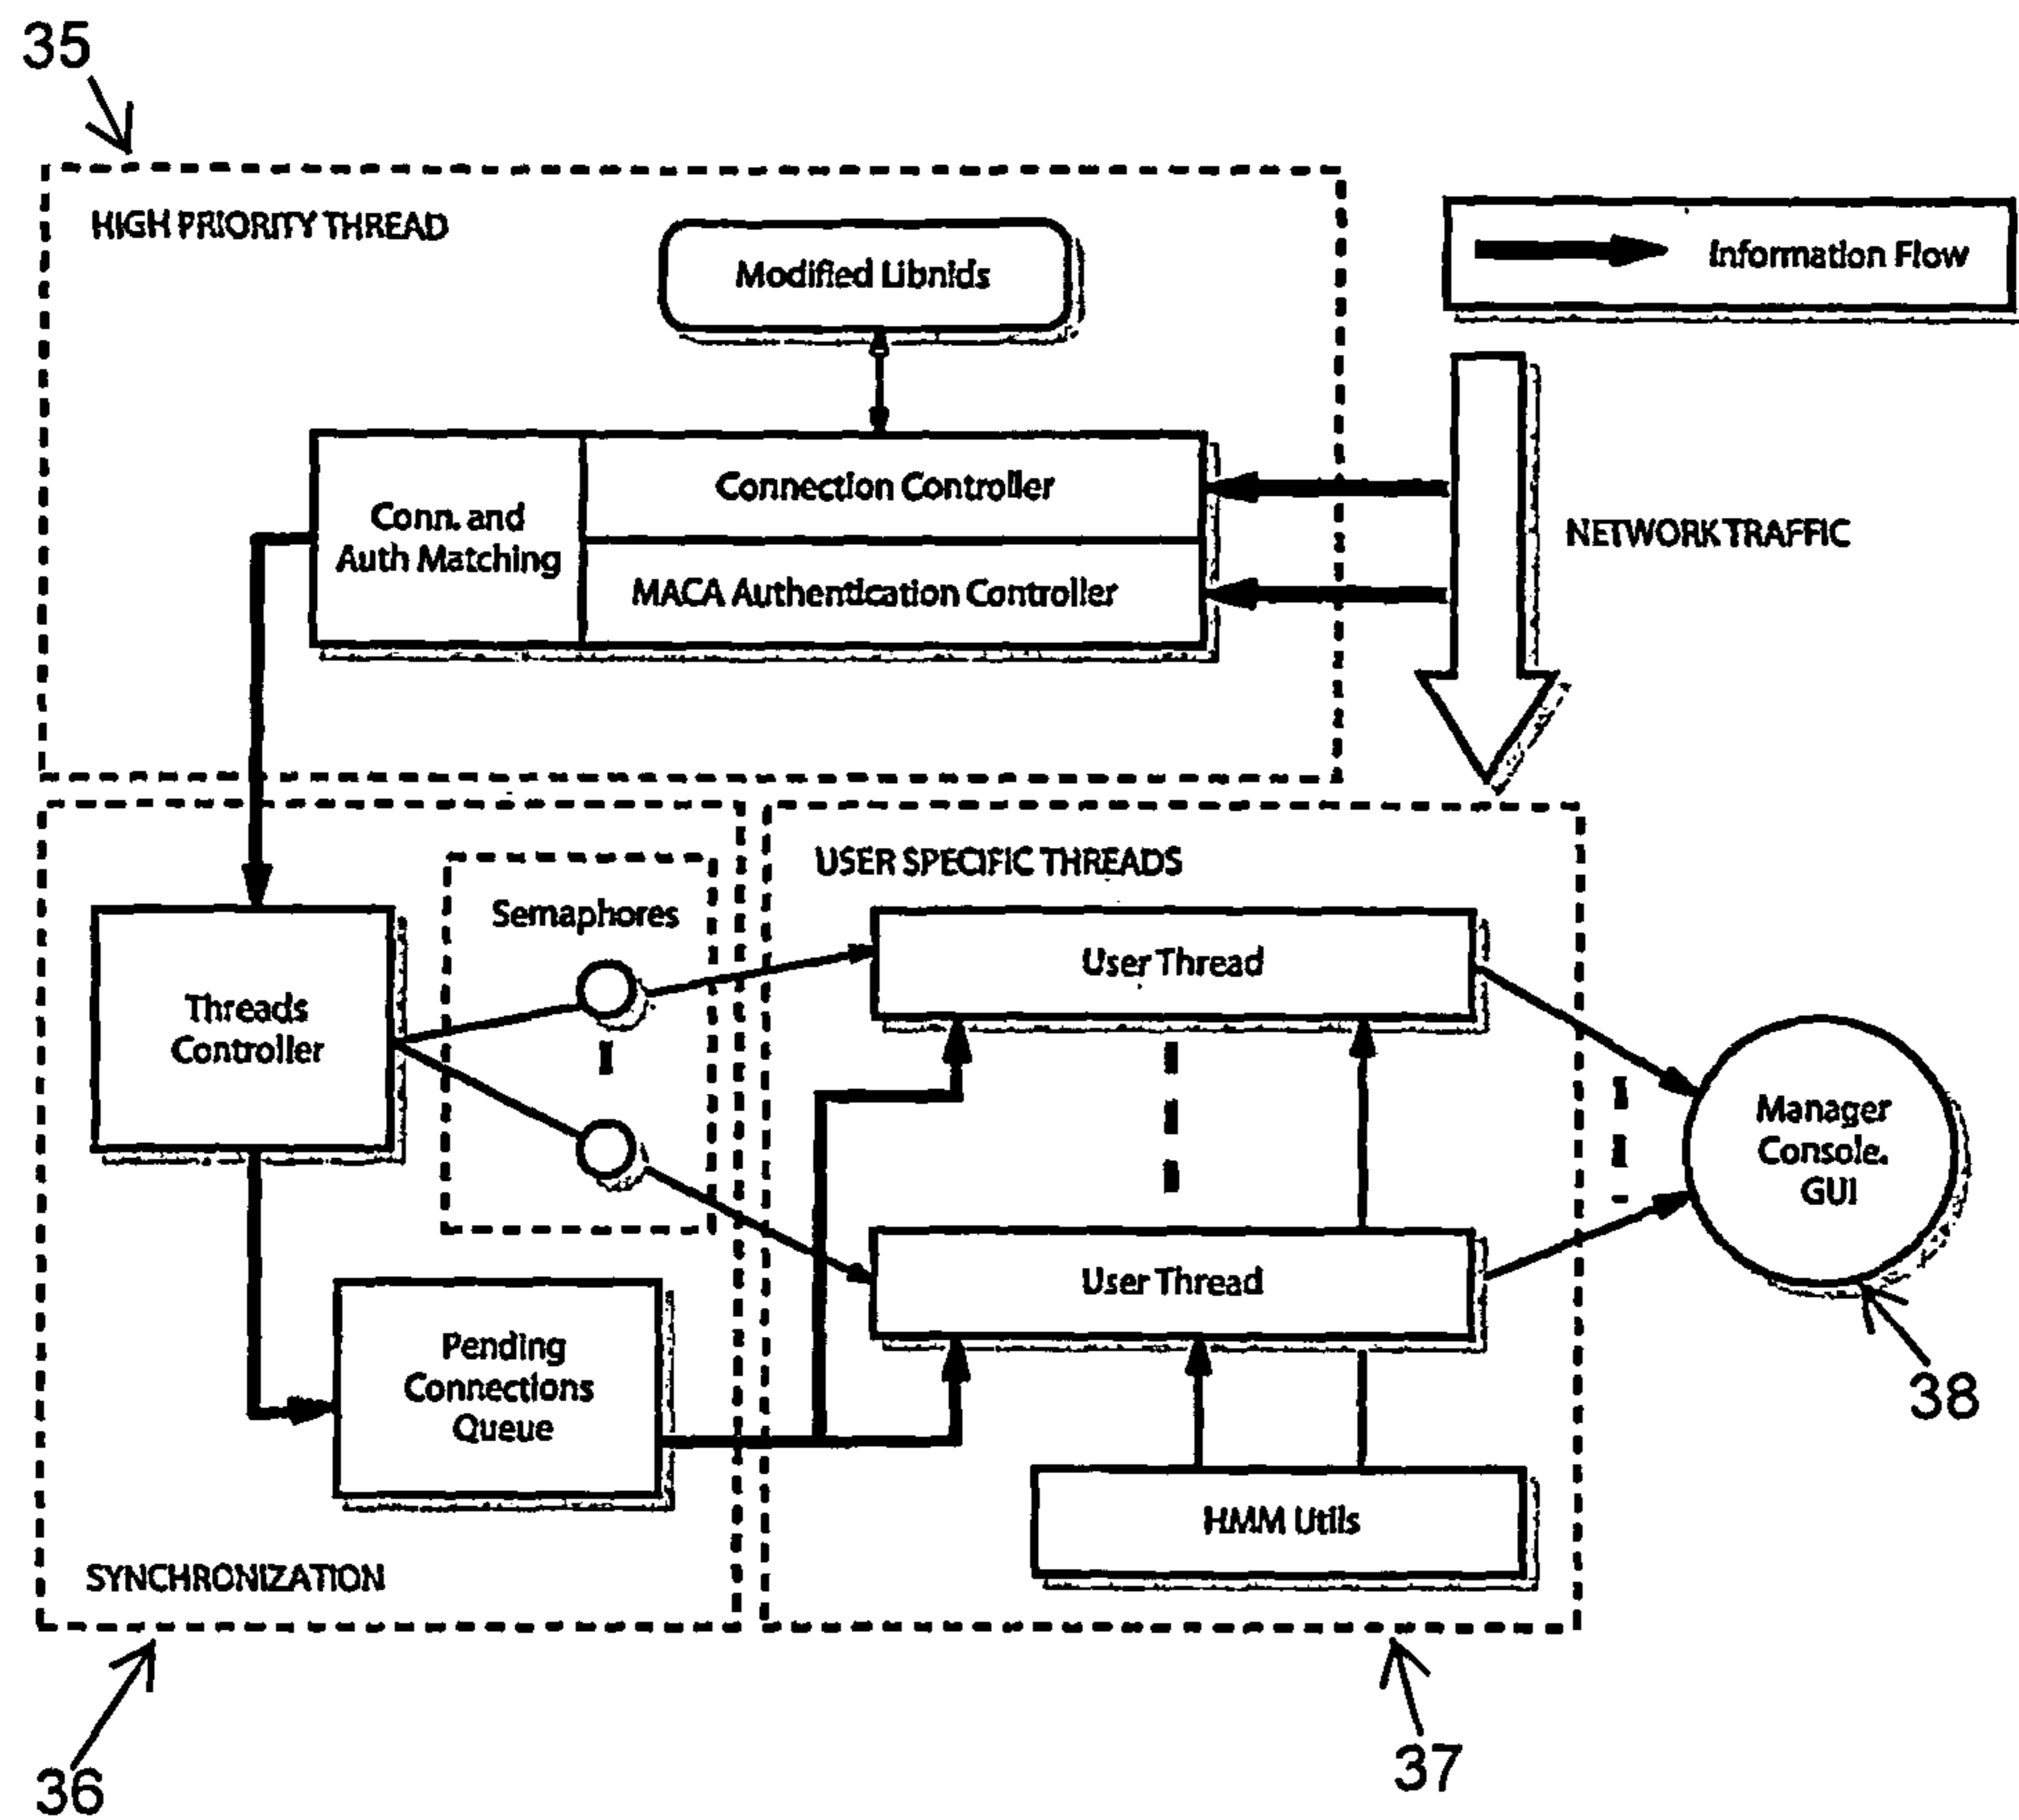 35
HIGH PRIORITY THREAD
Modified Libnids
Information Flow
Connection Controller
Conn. and
Auth Matching
MACA Authentication Controller
NETWORK TRAFFIC
USER SPECIFIC THREADS
Semaphores
User Thread
Threads
Controller
Manager
Console.
GUI
User Thread
Pending
Connections
Queue
38
HMM Utils
SYNCHRONIZATION
36
37